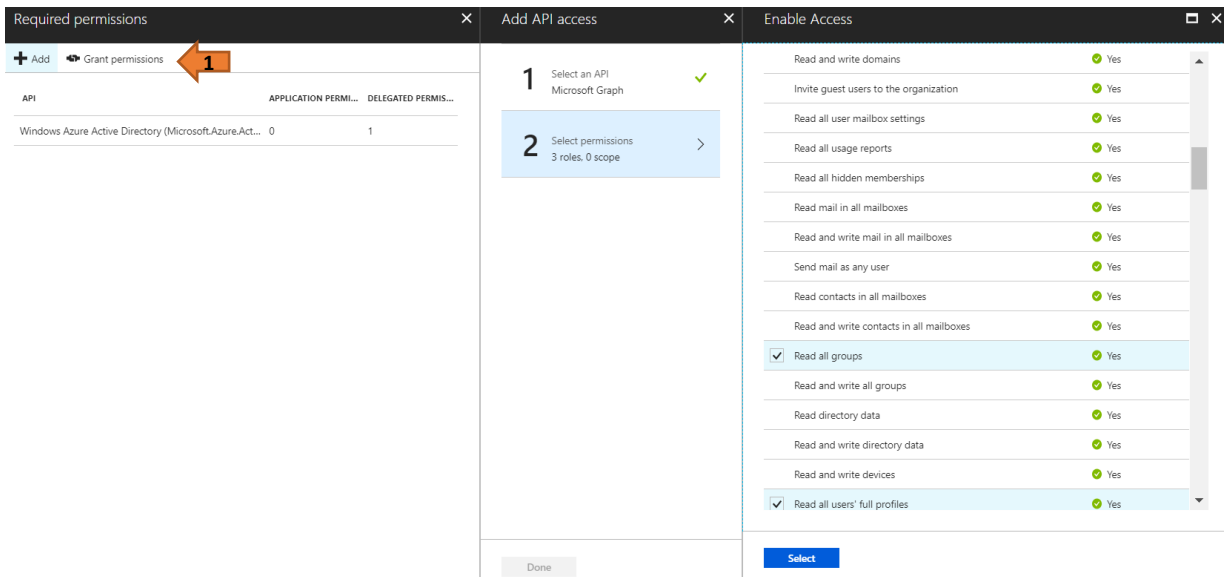 Required permissions
Add
Grant permissions
1
API
APPLICATION PERMI...
DELEGATED PERMIS...
Windows Azure Active Directory (Microsoft.Azure.Act...
0
1
Add API access
1
Select an API
Microsoft Graph
2
Select permissions
3 roles, 0 scope
Done
Enable Access
Read and write domains Yes
Invite guest users to the organization Yes
Read all user mailbox settings Yes
Read all usage reports Yes
Read all hidden memberships Yes
Read mail in all mailboxes Yes
Read and write mail in all mailboxes Yes
Send mail as any user Yes
Read contacts in all mailboxes Yes
Read and write contacts in all mailboxes Yes
Read all groups Yes
Read and write all groups Yes
Read directory data Yes
Read and write directory data Yes
Read and write devices Yes
Read all users' full profiles Yes
Select